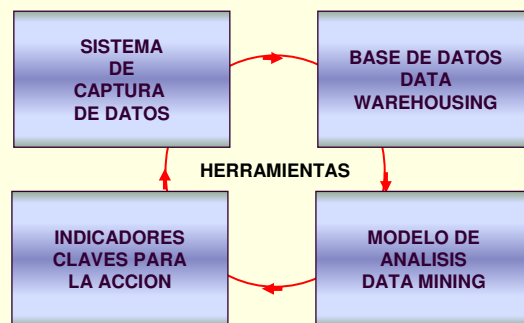 SISTEMA
DE
CAPTURA
DE DATOS
BASE DE DATOS
DATA
WAREHOUSING
HERRAMIENTAS
INDICADORES
CLAVES PARA
LA ACCION
MODELO DE
ANALISIS
DATA MINING